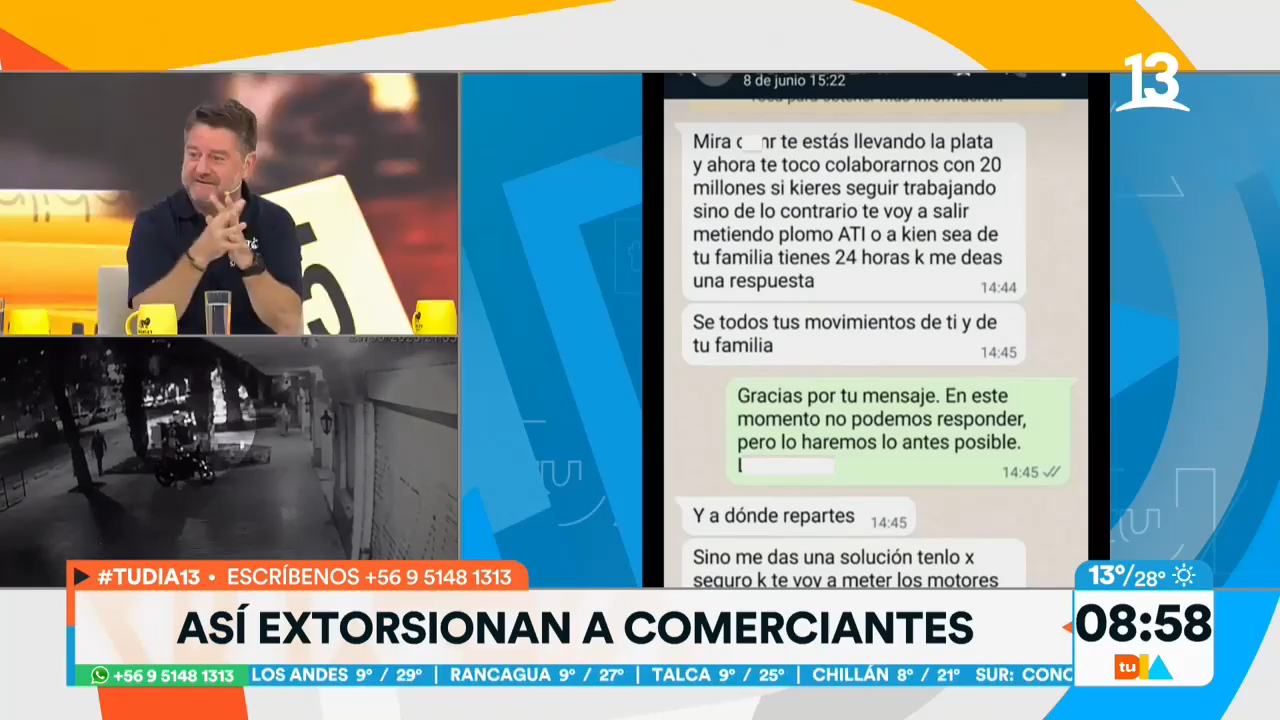 8 de junio 15:22
13
Mira c nr te estás llevando la plata
y ahora te toco colaborarnos con 20
millones si kieres seguir trabajando
sino de lo contrario te voy a salir
metiendo plomo ATI o a kien sea de
tu familia tienes 24 horas k me deas
una respuesta
14:44
Se todos tus movimientos de ti y de
tu familia
14:45
Gracias por tu mensaje. En este
momento no podemos responder,
pero lo haremos lo antes posible.
14:45
Y a dónde repartes 14:45
Sino me das una solución tenlo x
seguro k te voy a meter los motores
#TUDIA13 • ESCRÍBENOS +56 9 5148 1313
13°/28°
ASÍ EXTORSIONAN A COMERCIANTES
08:58
tu DIA
+56 9 5148 1313 LOS ANDES 9° / 29° | RANCAGUA 9° / 27° | TALCA 9° / 25° | CHILLÁN 8° / 21° SUR: CONC